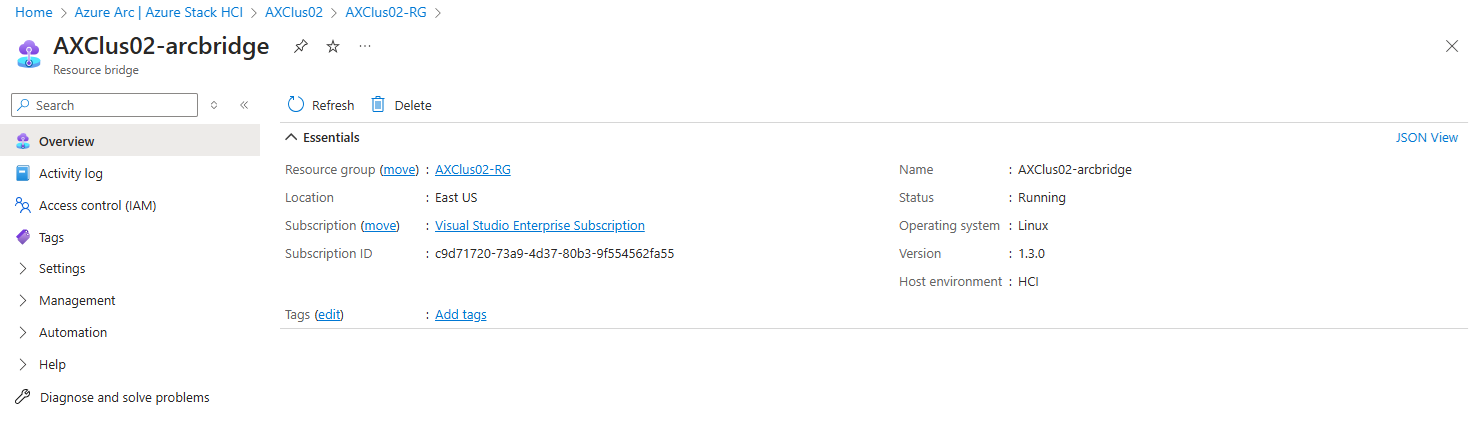 Home > Azure Arc | Azure Stack HCI > AXClus02 > AXClus02-RG >
AXClus02-arcbridge ...
Resource bridge
Search
Refresh Delete
Overview
Activity log
Access control (IAM)
Tags
Settings
Management
Automation
Help
Diagnose and solve problems
Essentials JSON View
Resource group (move) : AXClus02-RG
Location : East US
Subscription (move) : Visual Studio Enterprise Subscription
Subscription ID : c9d71720-73a9-4d37-80b3-9f554562fa55
Tags (edit) : Add tags
Name : AXClus02-arcbridge
Status : Running
Operating system : Linux
Version : 1.3.0
Host environment : HCI